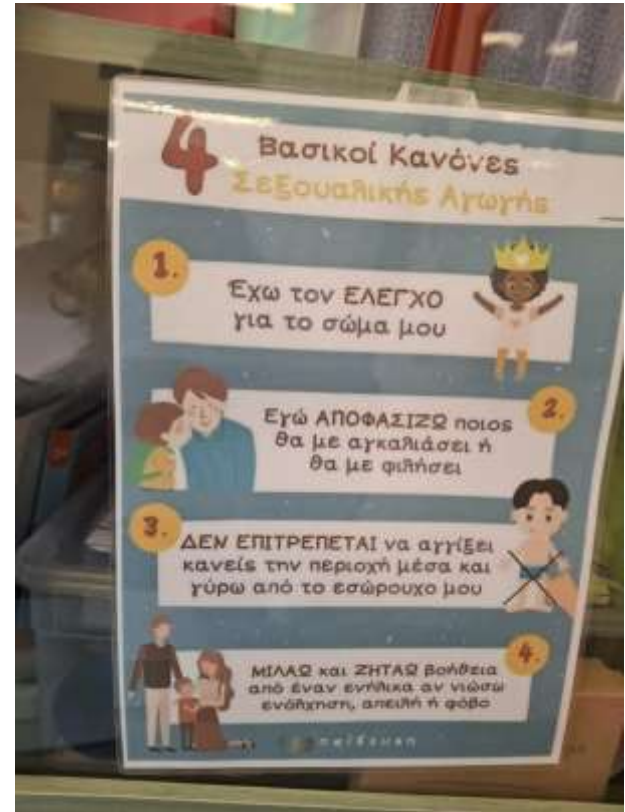 4 Βασικοί Κανόνες
Σεξουαλικής Αγωγής
1.
Έχω τον ΕΛΕΓΧΟ
για το σώμα μου
2.
Εγώ ΑΠΟΦΑΣΙΖΩ ποιος
θα με αγκαλιάσει ή
θα με φιλήσει
3.
ΔΕΝ ΕΠΙΤΡΕΠΕΤΑΙ να αγγίξει
κανείς την περιοχή μέσα και
γύρω από το εσώρουχο μου
4.
ΜΙΛΑΩ και ΖΗΤΑΩ βοήθεια
από έναν ενήλικα αν νιώσω
ενόχληση, απειλή ή φόβο